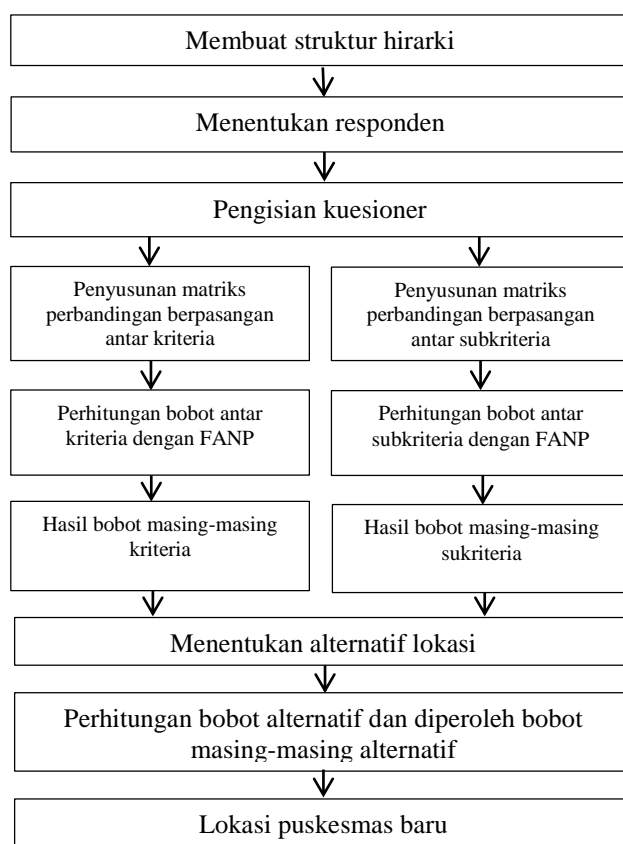 Membuat struktur hirarki
Menentukan responden
Pengisian kuesioner
Penyusunan matriks
perbandingan berpasangan
antar kriteria
Penyusunan matriks
perbandingan berpasangan
antar subkriteria
Perhitungan bobot antar
kriteria dengan FANP
Perhitungan bobot antar
subkriteria dengan FANP
Hasil bobot masing-masing
kriteria
Hasil bobot masing-masing
sukriteria
Menentukan alternatif lokasi
Perhitungan bobot alternatif dan diperoleh bobot
masing-masing alternatif
Lokasi puskesmas baru